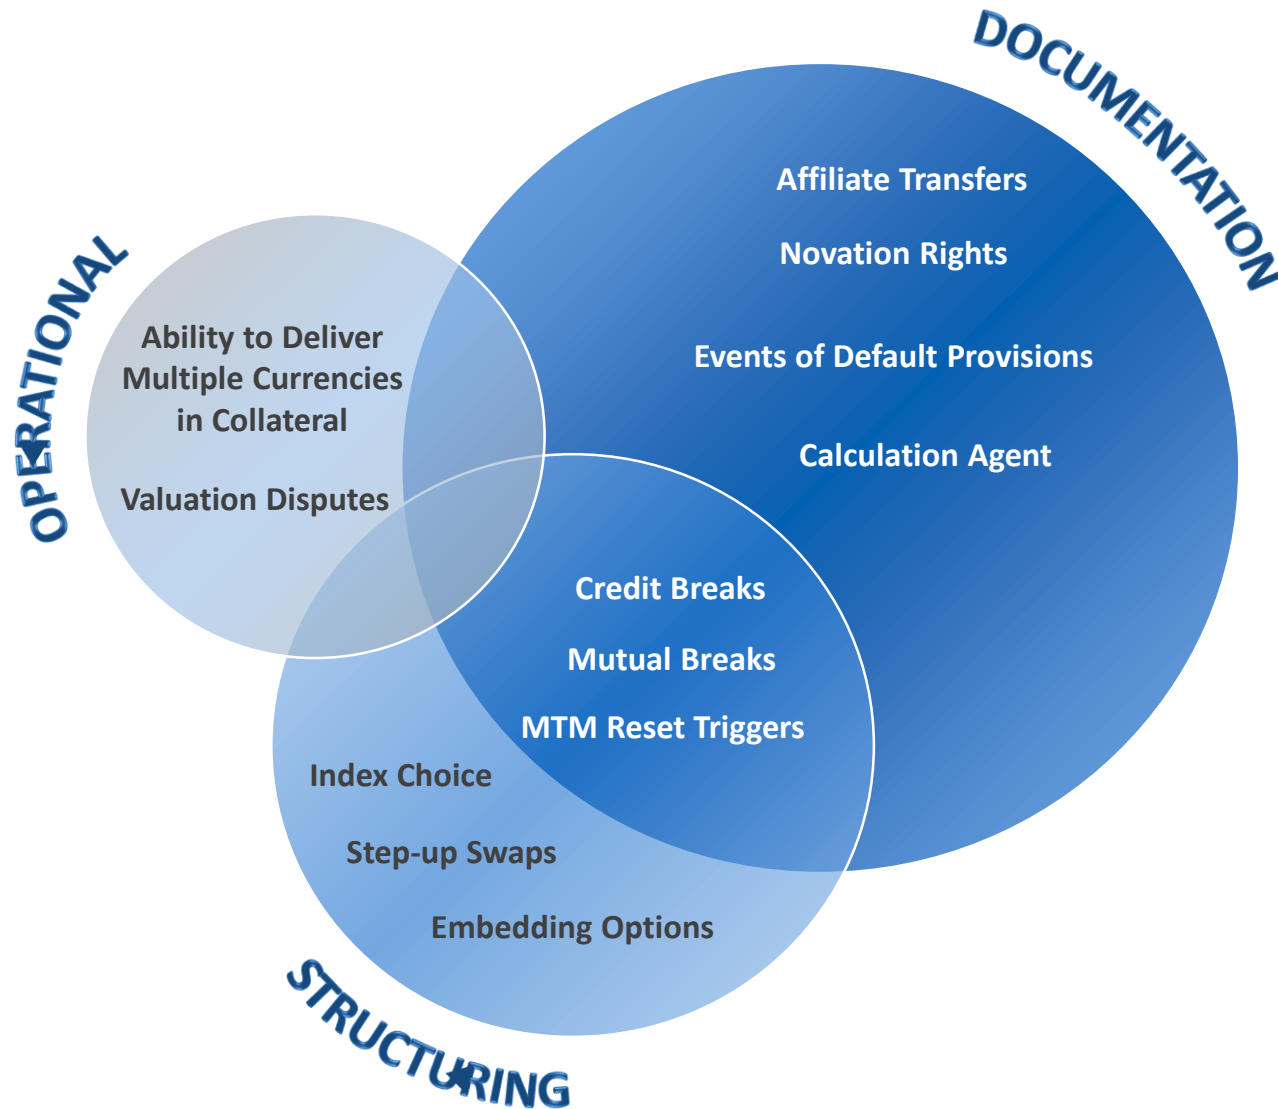 DOCUMENTATION
Affiliate Transfers
Novation Rights
Events of Default Provisions
Calculation Agent
OPERATIONAL
Ability to Deliver
Multiple Currencies
in Collateral
Valuation Disputes
Credit Breaks
Mutual Breaks
MTM Reset Triggers
Index Choice
Step-up Swaps
Embedding Options
STRUCTURING